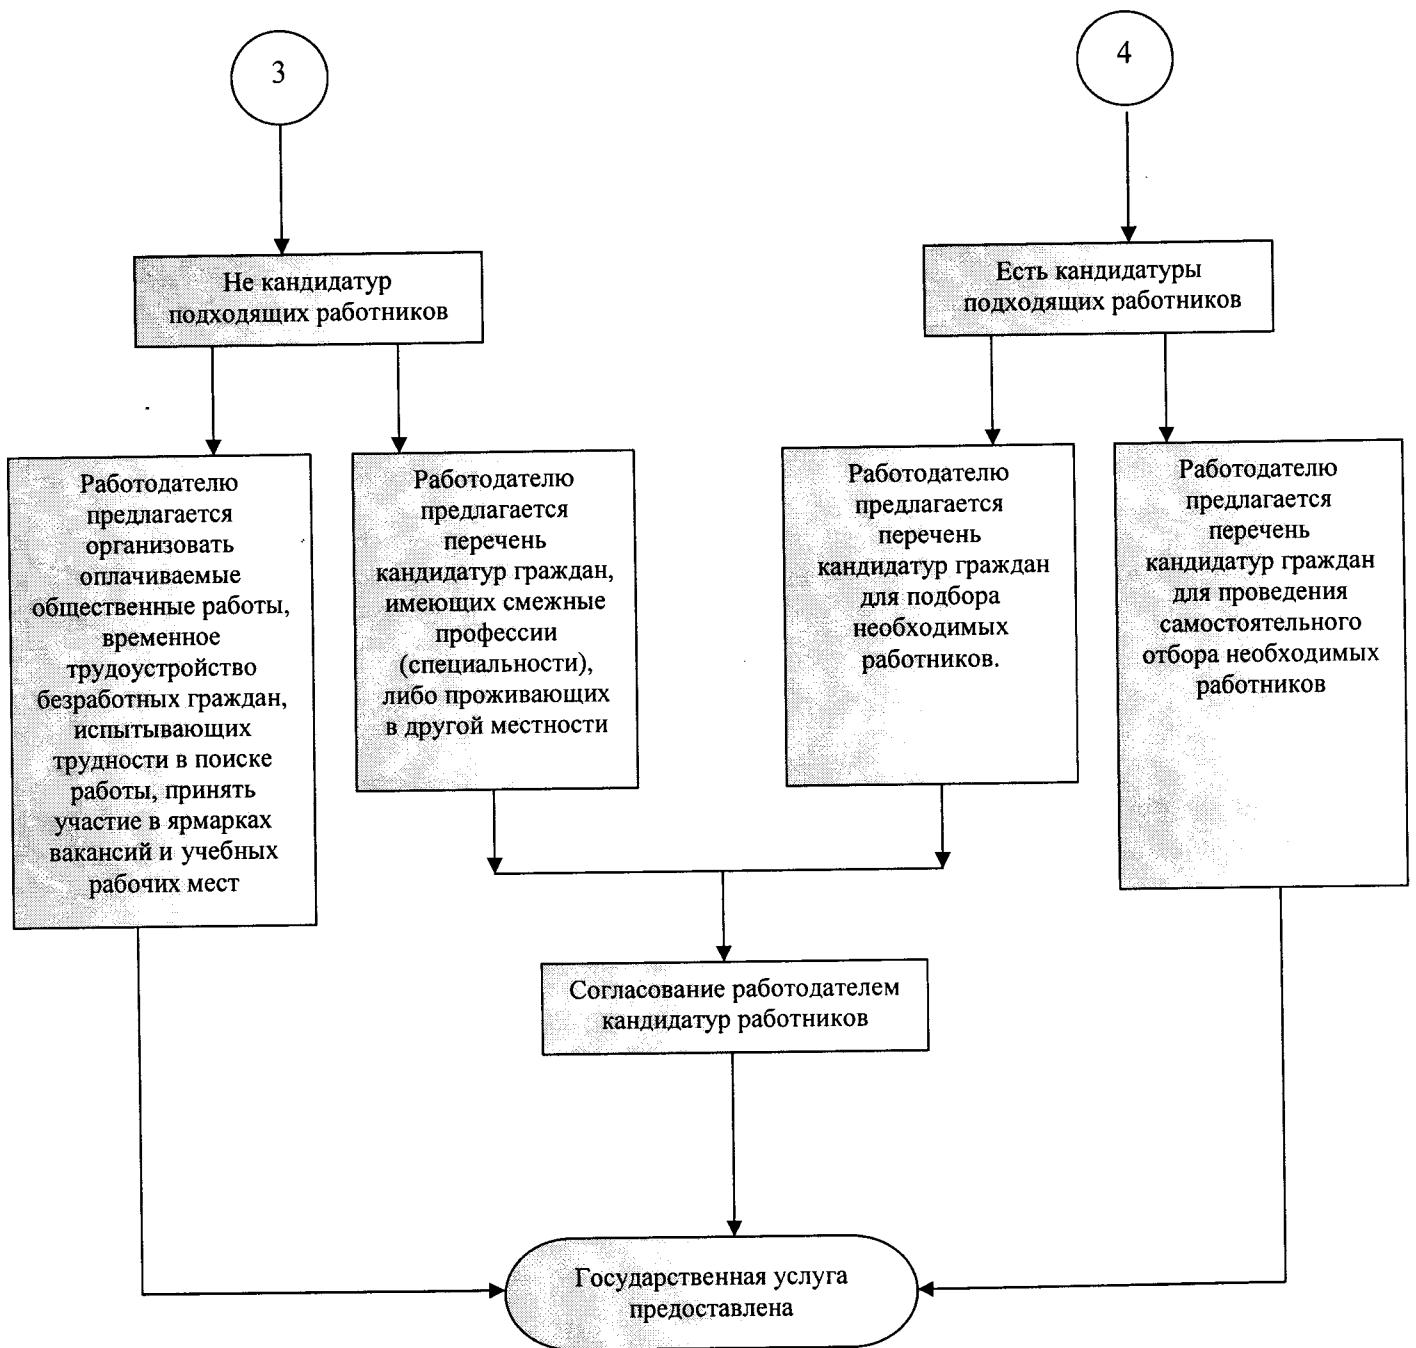 3
4
Не кандидатур
подходящих работников
Есть кандидатуры
подходящих работников
Работодателю
предлагается
организовать
оплачиваемые
общественные работы,
временное
трудоустройство
безработных граждан,
испытывающих
трудности в поиске
работы, принять
участие в ярмарках
вакансий и учебных
рабочих мест
Работодателю
предлагается
перечень
кандидатур граждан,
имеющих смежные
профессии
(специальности),
либо проживающих
в другой местности
Работодателю
предлагается
перечень
кандидатур граждан
для подбора
необходимых
работников.
Работодателю
предлагается
перечень
кандидатур граждан
для проведения
самостоятельного
отбора необходимых
работников
Согласование работодателем
кандидатур работников
Государственная услуга
предоставлена